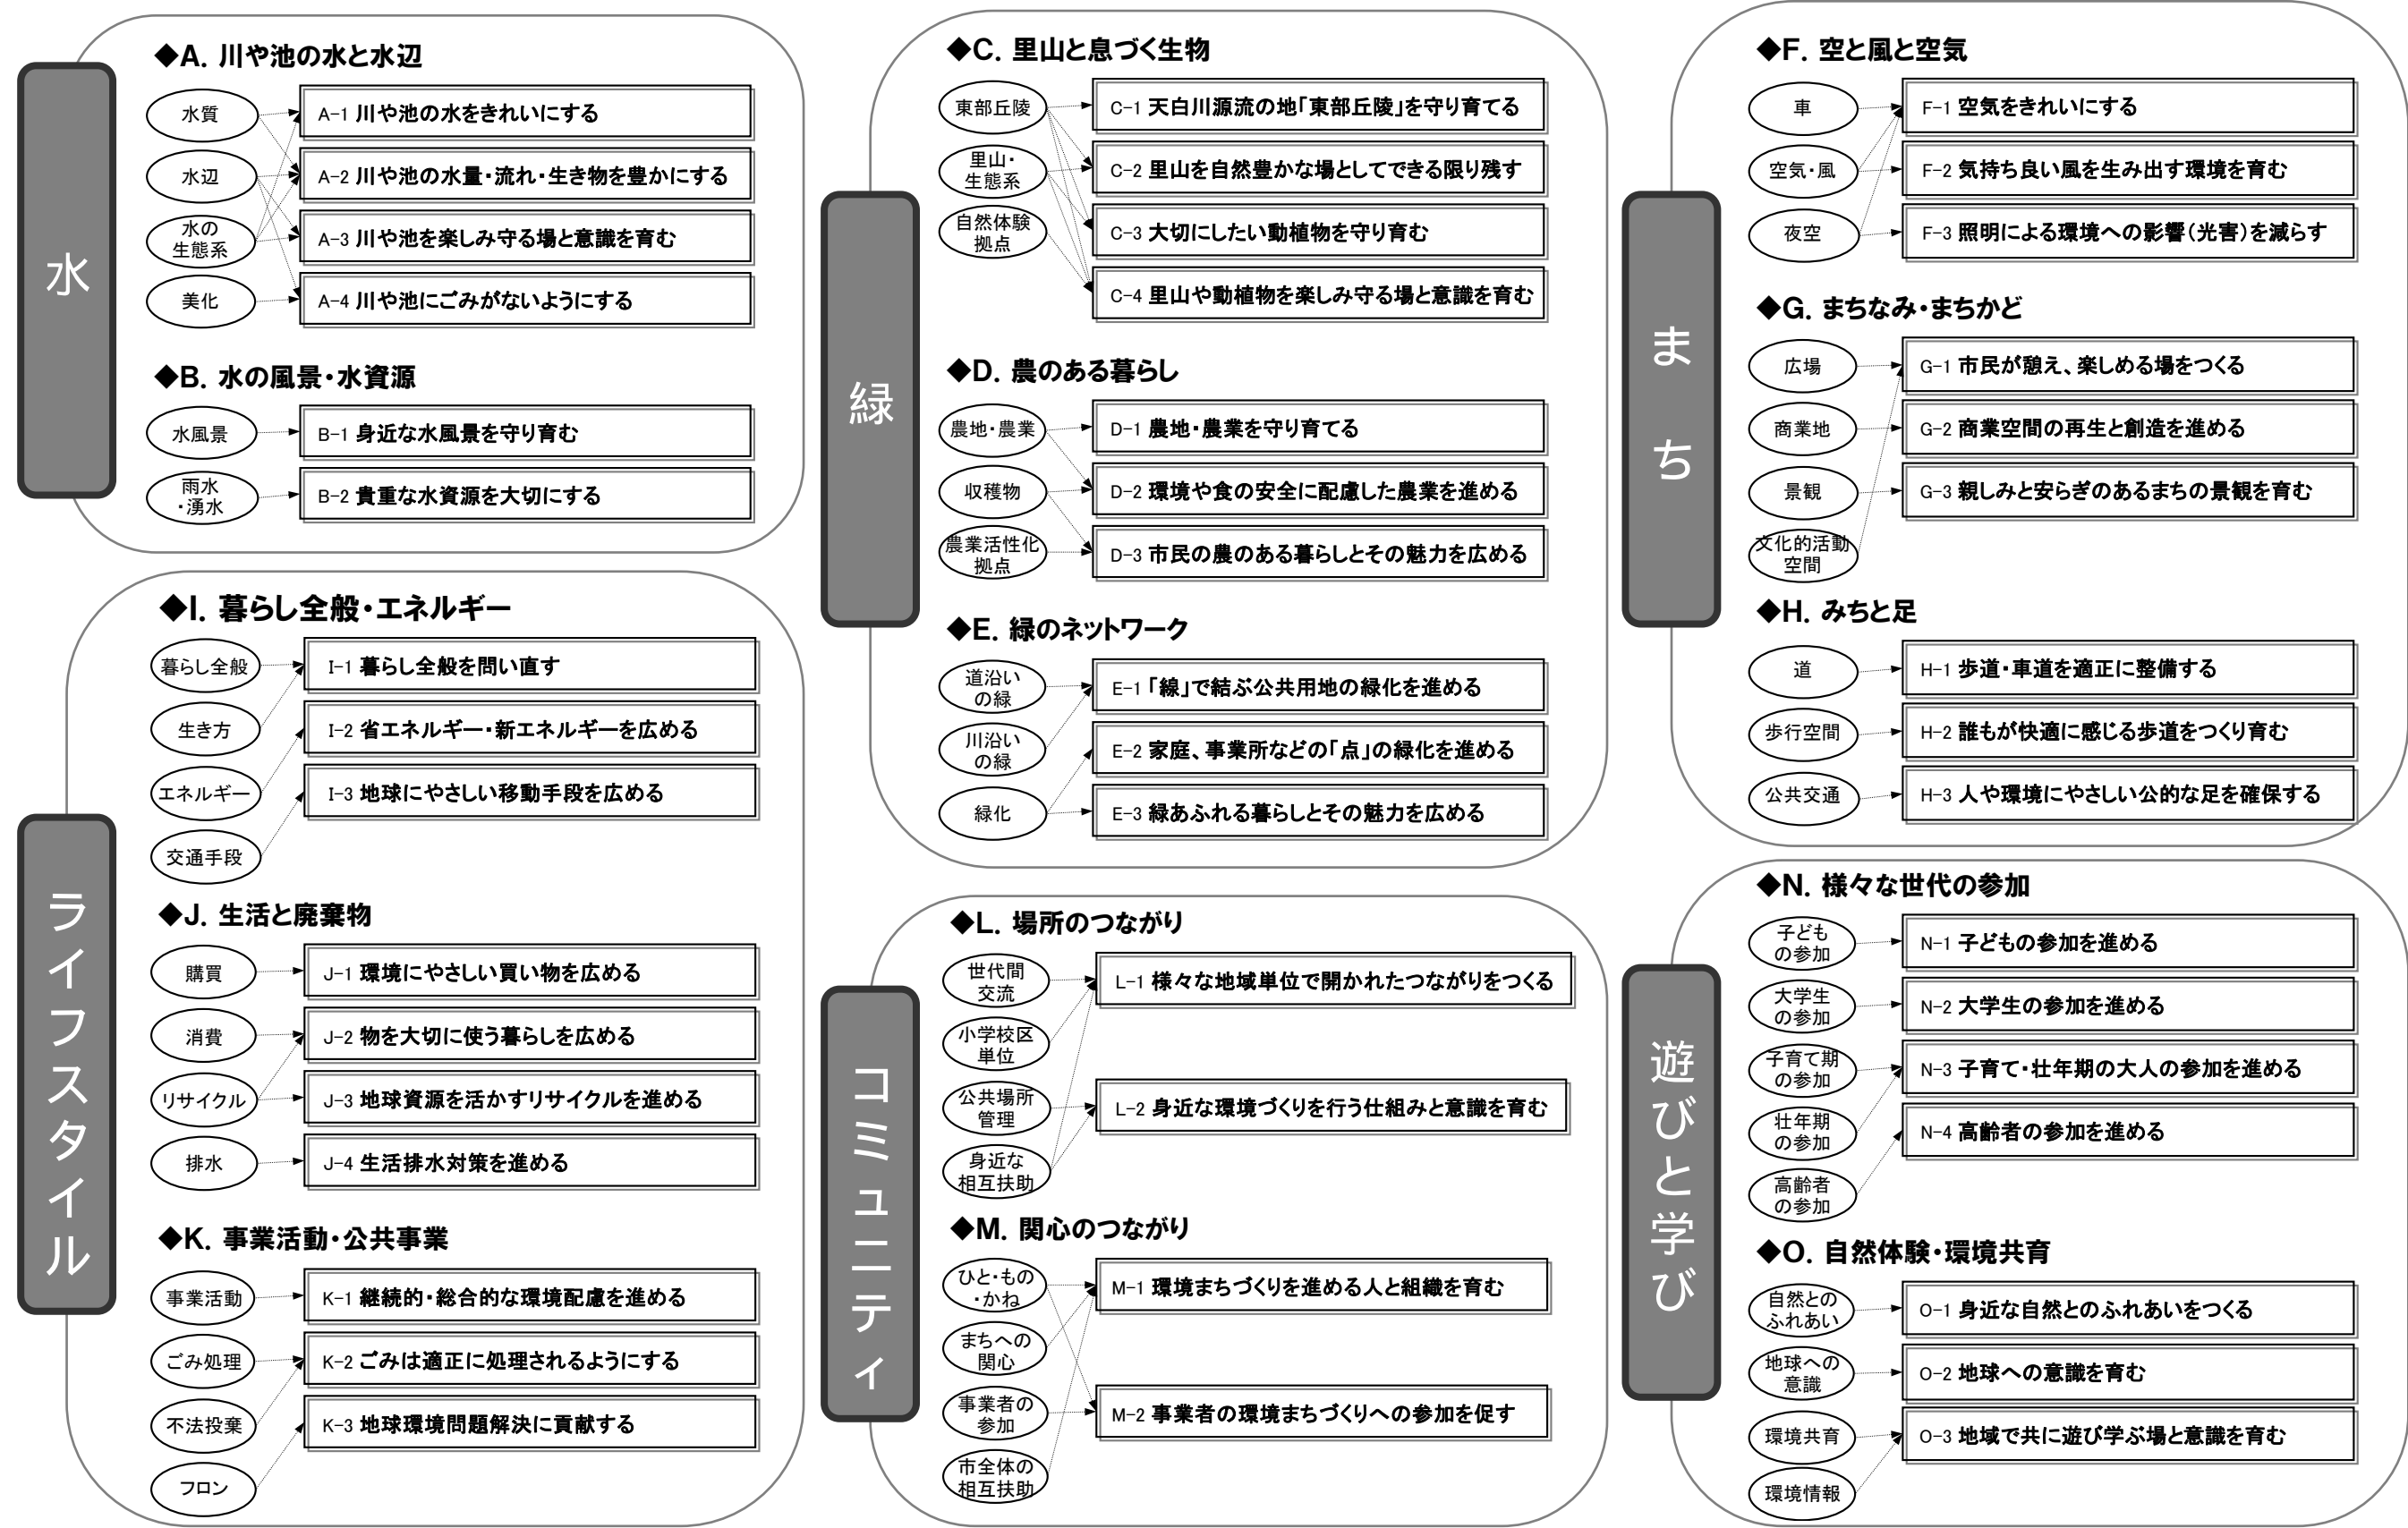 水
◆A. 川や池の水と水辺
水質
水辺
水の
生態系
美化
A-1 川や池の水をきれいにする
A-2 川や池の水量・流れ・生き物を豊かにする
A-3 川や池を楽しみ守る場と意識を育む
A-4 川や池にごみがないようにする
◆B. 水の風景・水資源
水風景
雨水
・湧水
B-1 身近な水風景を守り育む
B-2 貴重な水資源を大切にする
緑
◆C. 里山と息づく生物
東部丘陵
里山・
生態系
自然体験
拠点
C-1 天白川源流の地「東部丘陵」を守り育てる
C-2 里山を自然豊かな場としてできる限り残す
C-3 大切にしたい動植物を守り育む
C-4 里山や動植物を楽しみ守る場と意識を育む
◆D. 農のある暮らし
農地・農業
収穫物
農業活性化
拠点
D-1 農地・農業を守り育てる
D-2 環境や食の安全に配慮した農業を進める
D-3 市民の農のある暮らしとその魅力を広める
◆E. 緑のネットワーク
道沿い
の緑
川沿い
の緑
緑化
E-1 「線」で結ぶ公共用地の緑化を進める
E-2 家庭、事業所などの「点」の緑化を進める
E-3 緑あふれる暮らしとその魅力を広める
まち
◆F. 空と風と空気
車
空気・風
夜空
F-1 空気をきれいにする
F-2 気持ち良い風を生み出す環境を育む
F-3 照明による環境への影響（光害）を減らす
◆G. まちなみ・まちかど
広場
商業地
景観
文化的活動
空間
G-1 市民が憩え、楽しめる場をつくる
G-2 商業空間の再生と創造を進める
G-3 親しみと安らぎのあるまちの景観を育む
◆H. みちと足
道
歩行空間
公共交通
H-1 歩道・車道を適正に整備する
H-2 誰もが快適に感じる歩道をつくり育む
H-3 人や環境にやさしい公的な足を確保する
ライフスタイル
◆I. 暮らし全般・エネルギー
暮らし全般
生き方
エネルギー
交通手段
I-1 暮らし全般を問い直す
I-2 省エネルギー・新エネルギーを広める
I-3 地球にやさしい移動手段を広める
◆J. 生活と廃棄物
購買
消費
リサイクル
排水
J-1 環境にやさしい買い物を広める
J-2 物を大切に使う暮らしを広める
J-3 地球資源を活かすリサイクルを進める
J-4 生活排水対策を進める
◆K. 事業活動・公共事業
事業活動
ごみ処理
不法投棄
フロン
K-1 継続的・総合的な環境配慮を進める
K-2 ごみは適正に処理されるようにする
K-3 地球環境問題解決に貢献する
コミュニティ
◆L. 場所のつながり
世代間
交流
小学校区
単位
公共場所
管理
身近な
相互扶助
L-1 様々な地域単位で開かれたつながりをつくる
L-2 身近な環境づくりを行う仕組みと意識を育む
◆M. 関心のつながり
ひと・もの
・かね
まちへの
関心
事業者の
参加
市全体の
相互扶助
M-1 環境まちづくりを進める人と組織を育む
M-2 事業者の環境まちづくりへの参加を促す
遊びと学び
◆N. 様々な世代の参加
子ども
の参加
大学生
の参加
子育て期
の参加
壮年期
の参加
高齢者
の参加
N-1 子どもの参加を進める
N-2 大学生の参加を進める
N-3 子育て・壮年期の大人の参加を進める
N-4 高齢者の参加を進める
◆O. 自然体験・環境共育
自然との
ふれあい
地球への
意識
環境共育
環境情報
O-1 身近な自然とのふれあいをつくる
O-2 地球への意識を育む
O-3 地域で共に遊び学ぶ場と意識を育む